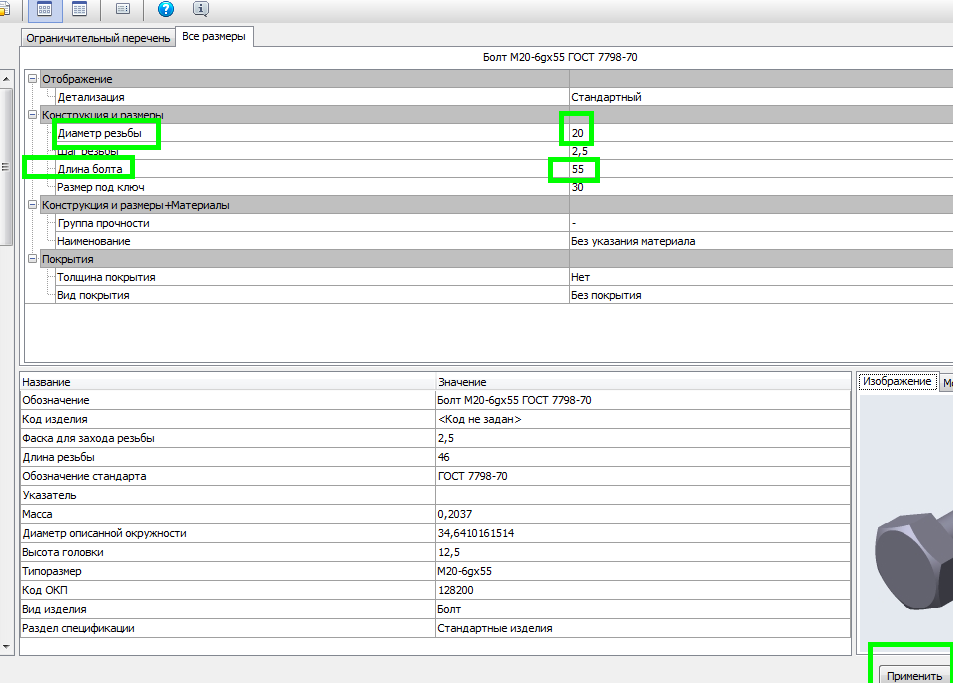 Ограничительный перечень Все размеры
Болт M20-6gx55 ГОСТ 7798-70
Отображение
Детализация Стандартный
Конструкция и размеры
Диаметр резьбы 20
Шаг резьбы 2,5
Длина болта 55
Размер под ключ 30
Конструкция и размеры+Материалы
Группа прочности -
Наименование Без указания материала
Покрытия
Толщина покрытия Нет
Вид покрытия Без покрытия
Название Значение
Обозначение Болт M20-6gx55 ГОСТ 7798-70
Код изделия <Код не задан>
Фаска для захода резьбы 2,5
Длина резьбы 46
Обозначение стандарта ГОСТ 7798-70
Указатель
Масса 0,2037
Диаметр описанной окружности 34,6410161514
Высота головки 12,5
Типоразмер M20-6gx55
Код ОКП 128200
Вид изделия Болт
Раздел спецификации Стандартные изделия
Изображение
Применить